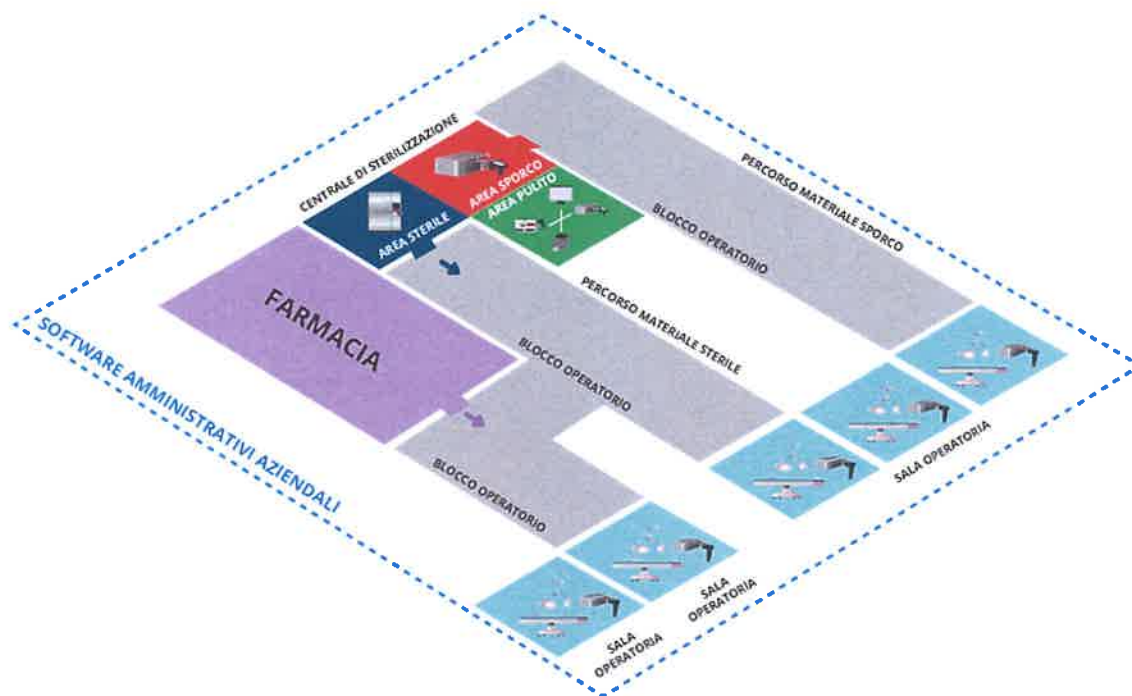 CENTRALE DI STERILIZZAZIONE
AREA SPORCO
AREA PULITO
AREA STERILE
PERCORSO MATERIALE SPORCO
BLOCCO OPERATORIO
FARMACIA
PERCORSO MATERIALE STERILE
BLOCCO OPERATORIO
SOFTWARE AMMINISTRATIVI AZIENDALI
BLOCCO OPERATORIO
SALA OPERATORIA
SALA
OPERATORIA
SALA
OPERATORIA